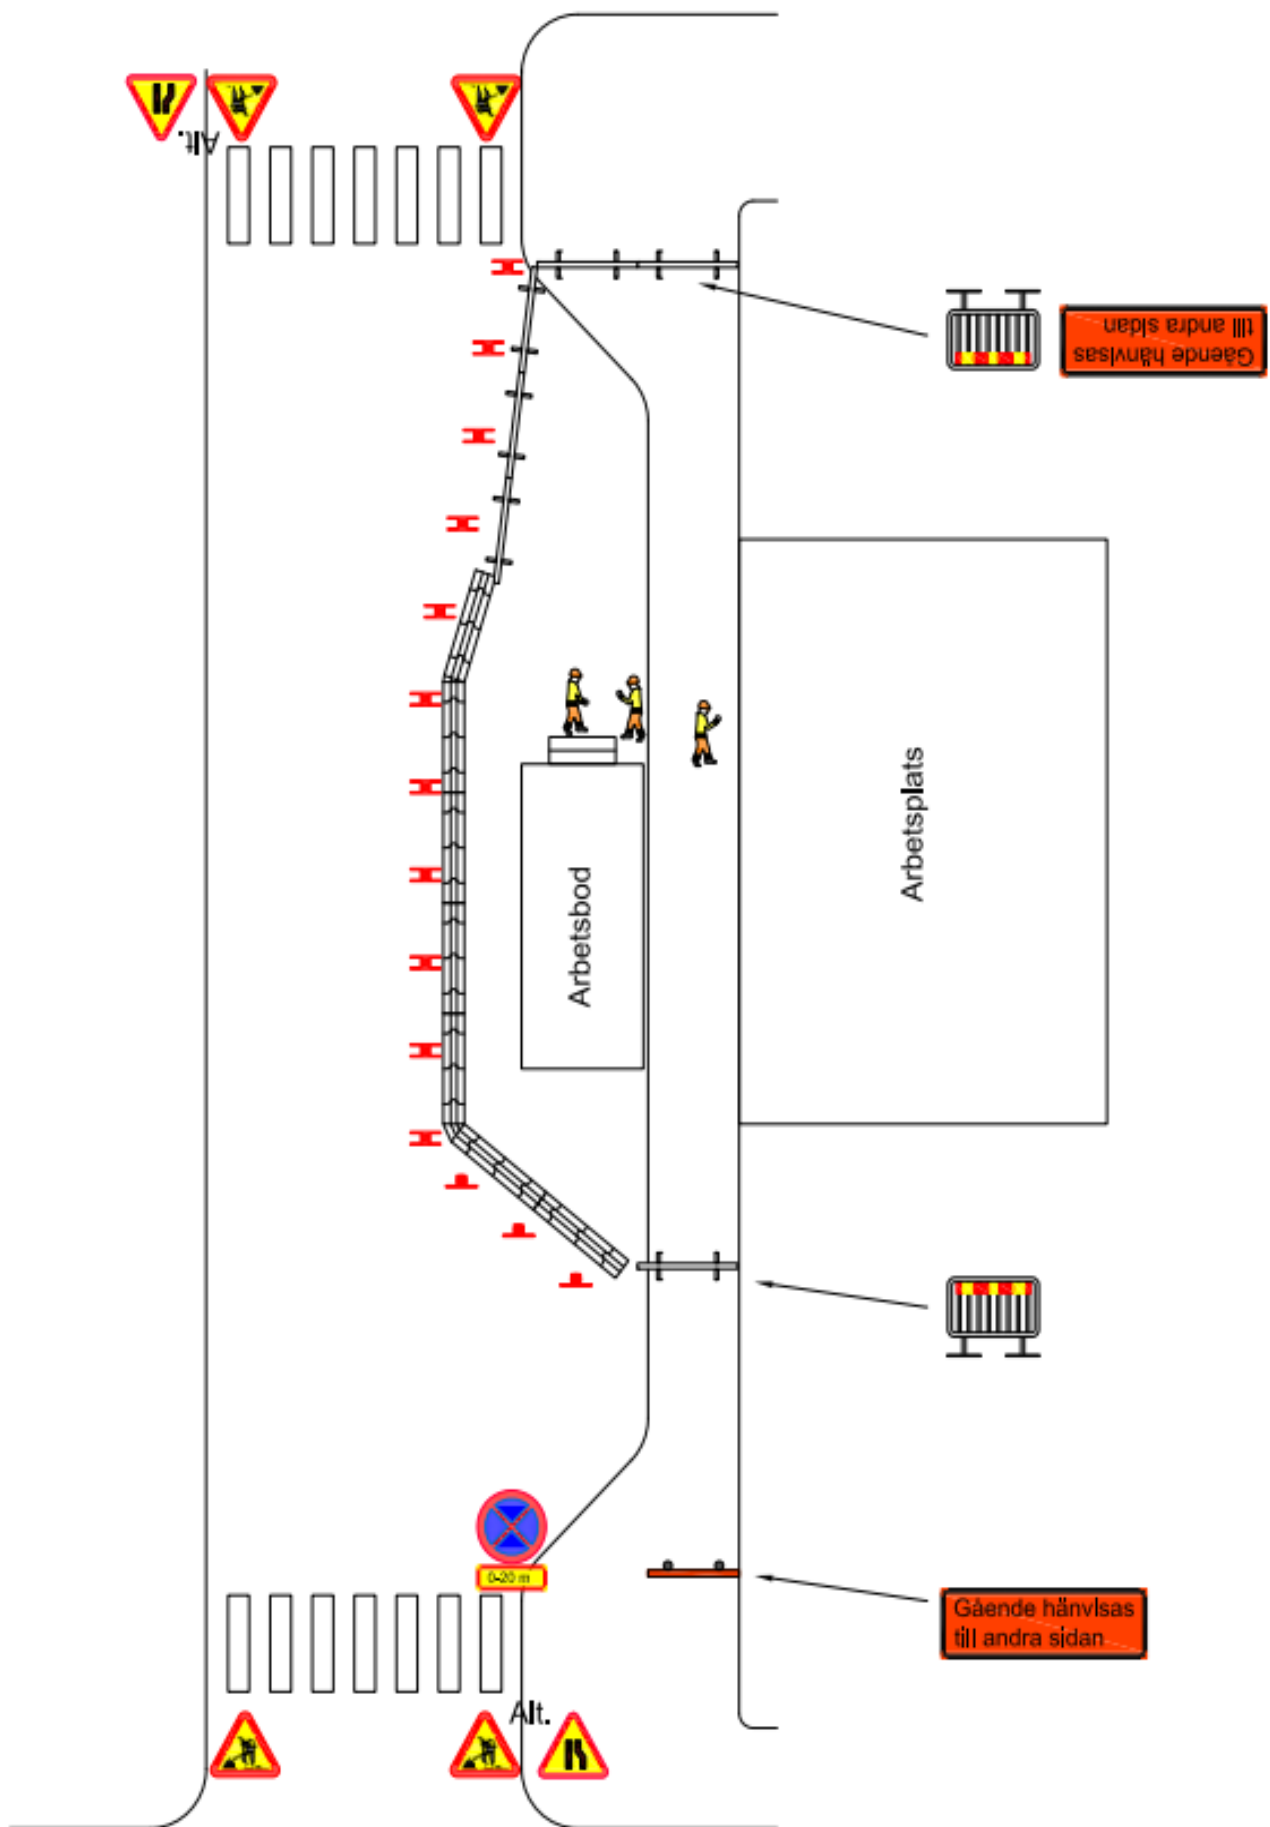 Alt.
Gående hänvIsas
till andra sidan
Arbetsplats
Arbetsbod
0-20 m
Gående hänvIsas
till andra sidan
Alt.